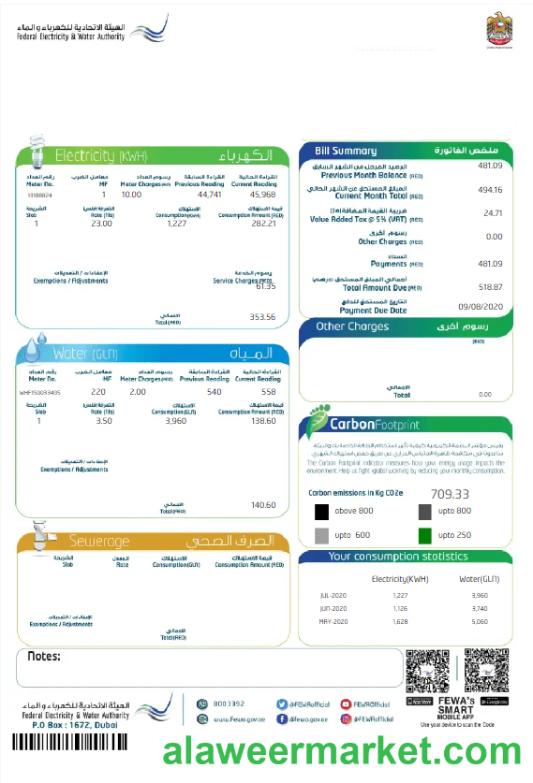 الهيئة الاتحادية للكهرباء والماء
Federal Electricity & Water Authority
Electricity (KWH) الكهرباء
رقم العداد معامل الضرب رسوم العداد القراءة السابقة القراءة الحالية
Meter No. MF Meter Charges(AED) Previous Reading Current Reading
1 10.00 44,741 45,968
الشريحة التعرفة(فلس) الاستهلاك قيمة الاستهلاك
Slab Rate (Fils) Consumption(KWH) Consumption Amount (AED)
1 23.00 1,227 282.21
الإعفاءات / التعديلات رسوم الخدمة
Exemptions / Adjustments Service Charges(AED)
61.35
الاجمالي
Total(AED) 353.56
Water (GLN) المياه
رقم العداد معامل الضرب رسوم العداد القراءة السابقة القراءة الحالية
Meter No. MF Meter Charges(AED) Previous Reading Current Reading
220 2.00 540 558
الشريحة التعرفة(فلس) الاستهلاك قيمة الاستهلاك
Slab Rate (Fils) Consumption(GLN) Consumption Amount (AED)
1 3.50 3,960 138.60
الإعفاءات / التعديلات
Exemptions / Adjustments
الاجمالي
Total(AED) 140.60
Sewerage الصرف الصحي
الشريحة المعدل الاستهلاك قيمة الاستهلاك
Slab Rate Consumption(GLN) Consumption Amount (AED)
الإعفاءات / التعديلات
Exemptions / Adjustments
الاجمالي
Total(AED)
Bill Summary ملخص الفاتورة
الرصيد المرحل من الشهر السابق
Previous Month Balance (AED) 481.09
المبلغ المستحق عن الشهر الحالي
Current Month Total (AED) 494.16
ضريبة القيمة المضافة (5%)
Value Added Tax @ 5% (VAT) (AED) 24.71
رسوم أخرى
Other Charges (AED) 0.00
السداد
Payments (AED) 481.09
اجمالي المبلغ المستحق (درهم)
Total Amount Due(AED) 518.87
التاريخ المستحق للدفع
Payment Due Date 09/08/2020
Other Charges رسوم أخرى
(AED)
الاجمالي
Total 0.00
CarbonFootprint
The Carbon Footprint indicator measures how your energy usage impacts the
environment. Help us fight global warming by reducing your monthly consumption.
Carbon emissions in Kg CO2e 709.33
above 800 upto 800
upto 600 upto 250
Your consumption statistics
Electricity(KWH) Water(GLN)
JUL-2020 1,227 3,960
JUN-2020 1,126 3,740
MAY-2020 1,628 5,060
Notes:
الهيئة الاتحادية للكهرباء والماء
Federal Electricity & Water Authority
P.O Box : 1672, Dubai
8003392 @FEWAofficial FEWAofficial
www.fewa.gov.ae @fewa.gov.ae @FEWAofficial
App Store
FEWA's
SMART
MOBILE APP
Use your device to scan the Code
alaweermarket.com